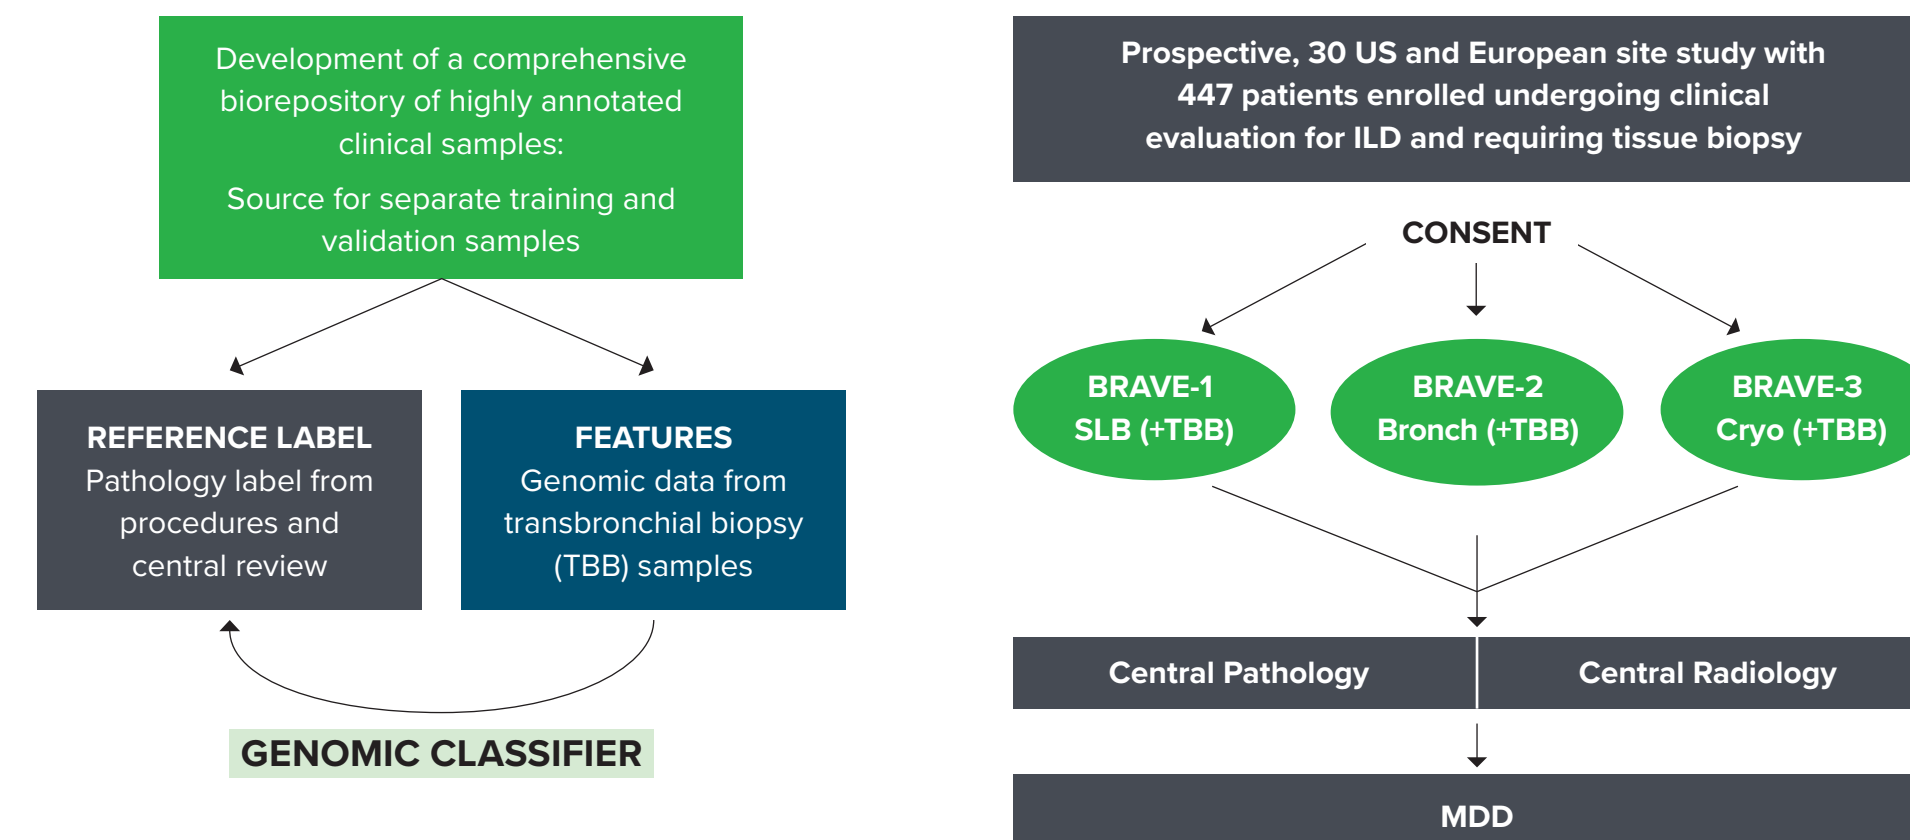 Development of a comprehensive
biorepository of highly annotated
clinical samples:
Source for separate training and
validation samples
REFERENCE LABEL
Pathology label from
procedures and
central review
FEATURES
Genomic data from
transbronchial biopsy
(TBB) samples
GENOMIC CLASSIFIER
Prospective, 30 US and European site study with
447 patients enrolled undergoing clinical
evaluation for ILD and requiring tissue biopsy
CONSENT
BRAVE-1
SLB (+TBB)
BRAVE-2
Bronch (+TBB)
BRAVE-3
Cryo (+TBB)
Central Pathology
Central Radiology
MDD